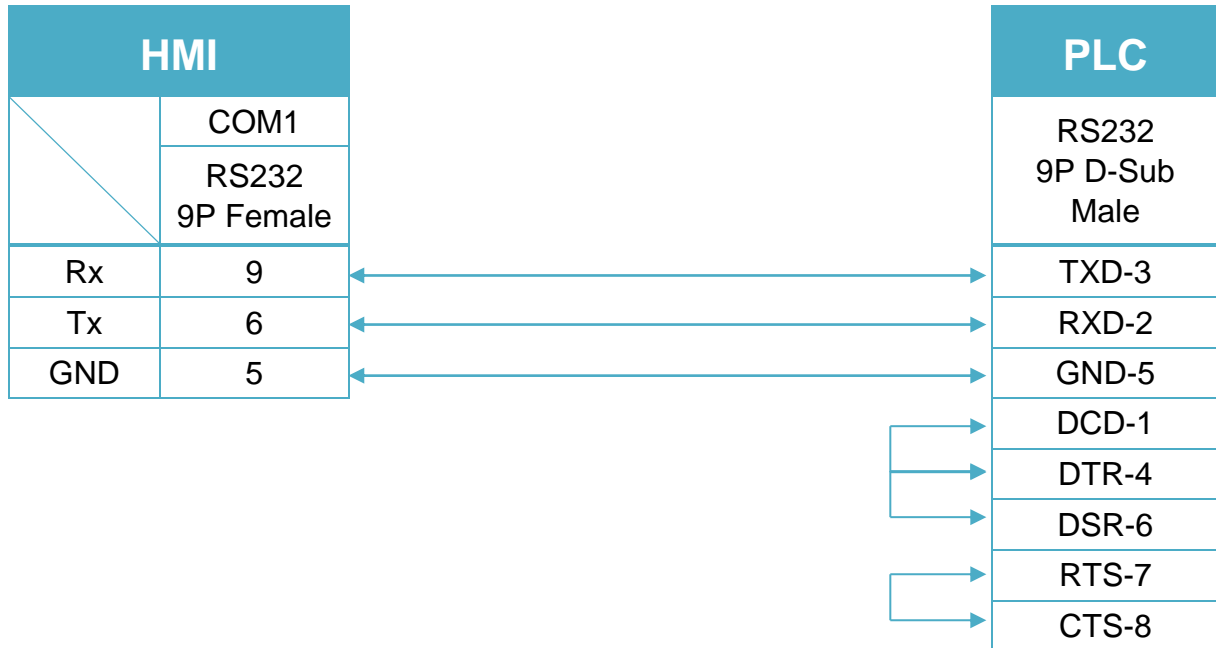 HMI
PLC
COM1
RS232
9P Female
RS232
9P D-Sub
Male
Rx 9 TXD-3
Tx 6 RXD-2
GND 5 GND-5
DCD-1
DTR-4
DSR-6
RTS-7
CTS-8